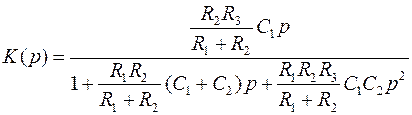 K(p) = \frac{\frac{R_2 R_3}{R_1 + R_2} C_1 p}{1 + \frac{R_1 R_2}{R_1 + R_2} (C_1 + C_2) p + \frac{R_1 R_2 R_3}{R_1 + R_2} C_1 C_2 p^2}